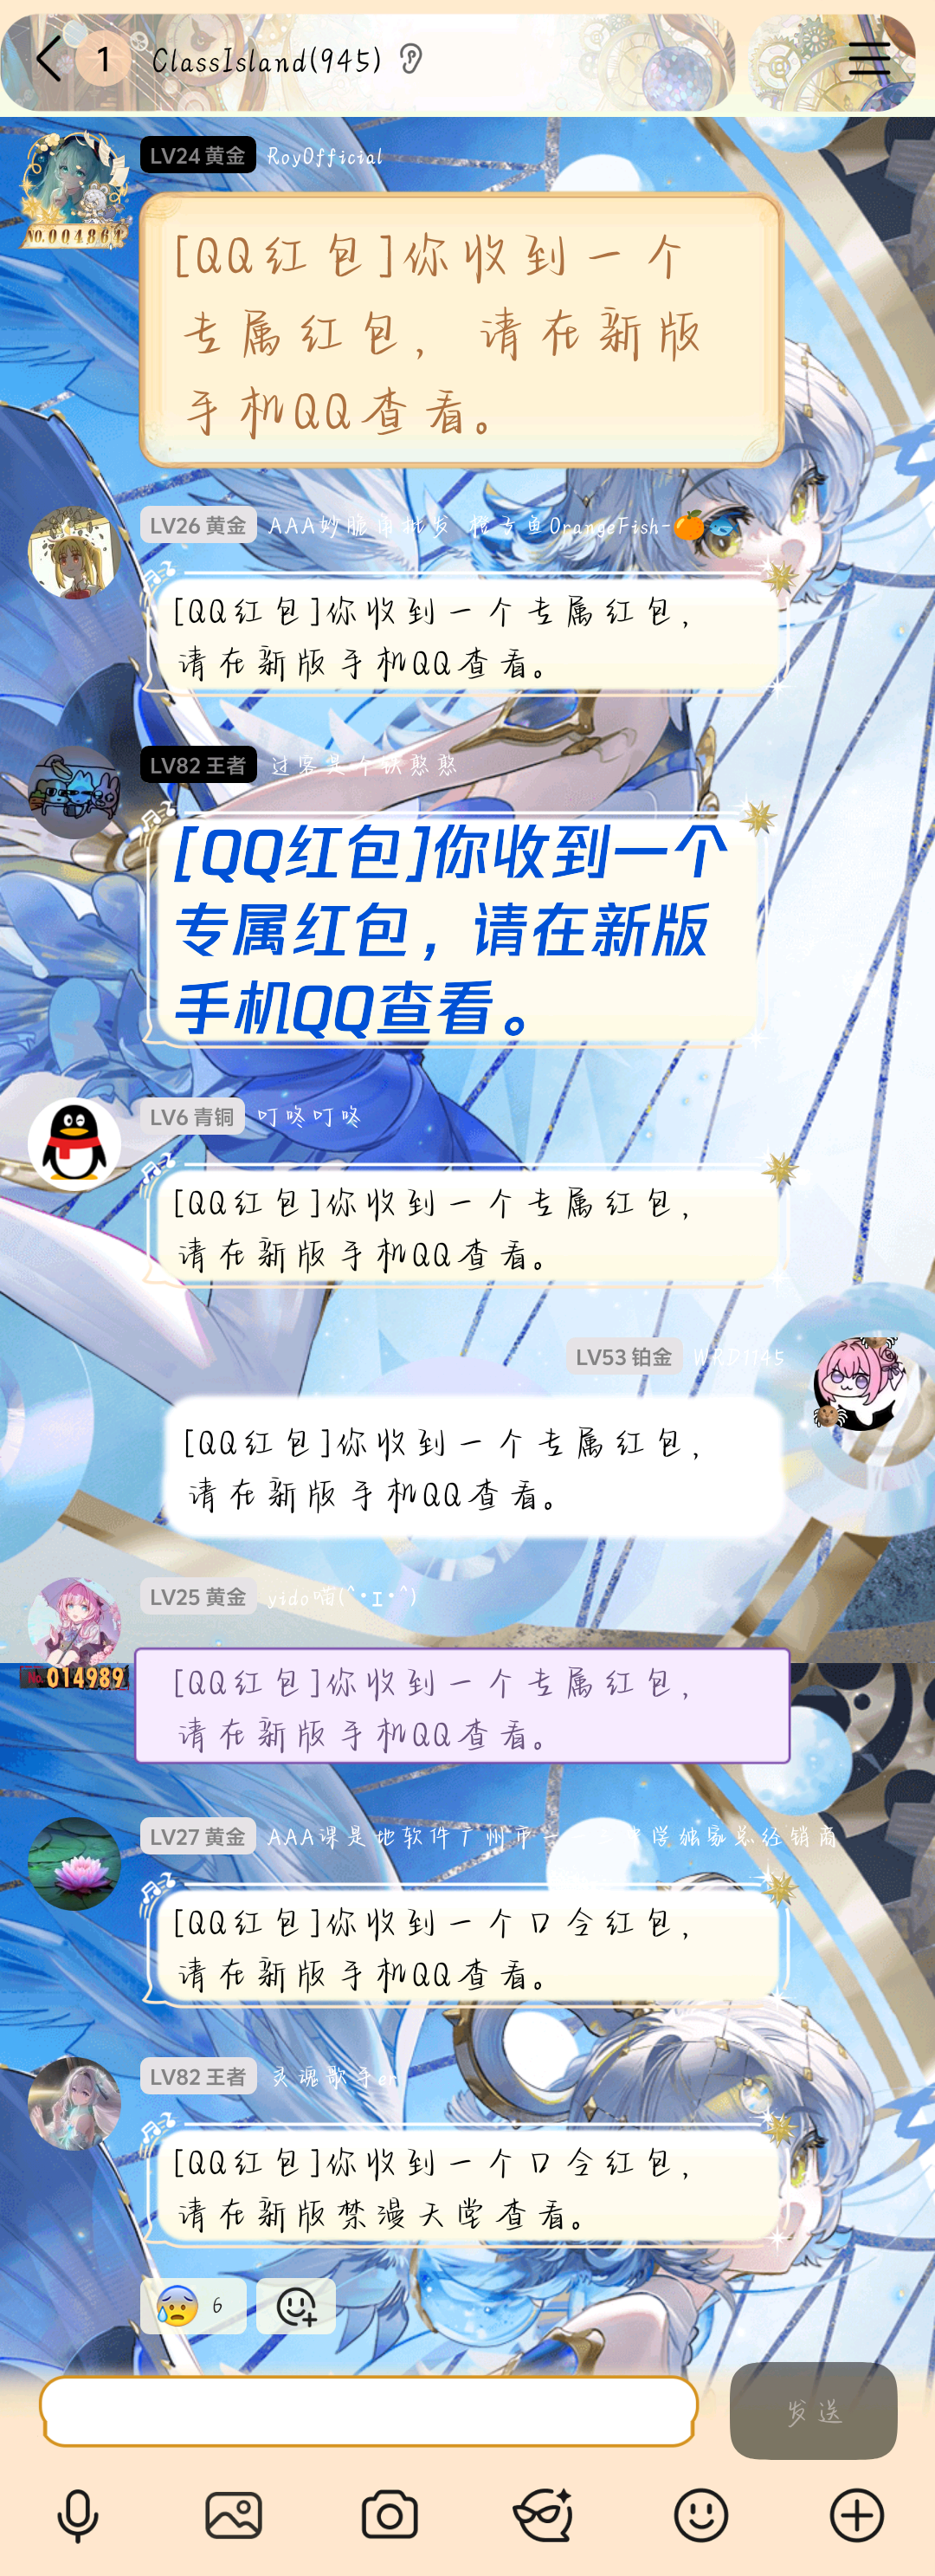 1 ClassIsland(945)
LV24 黄金 RoyOfficial
NO.004864
[QQ红包]你收到一个
专属红包，请在新版
手机QQ查看。
LV26 黄金 AAA妙脆角批发 橙子鱼OrangeFish-🍊🐟
[QQ红包]你收到一个专属红包，
请在新版手机QQ查看。
LV82 王者 过客是个铁憨憨
[QQ红包]你收到一个
专属红包，请在新版
手机QQ查看。
LV6 青铜 叮咚叮咚
[QQ红包]你收到一个专属红包，
请在新版手机QQ查看。
LV53 铂金 WRD1145
[QQ红包]你收到一个专属红包，
请在新版手机QQ查看。
LV25 黄金 yido喵(^•ɪ•^)
No.014989
[QQ红包]你收到一个专属红包，
请在新版手机QQ查看。
LV27 黄金 AAA课是地软件广州市一 独家总经销商
[QQ红包]你收到一个口令红包，
请在新版手机QQ查看。
LV82 王者 灵魂歌手er
[QQ红包]你收到一个口令红包，
请在新版禁漫天堂查看。
6
发送